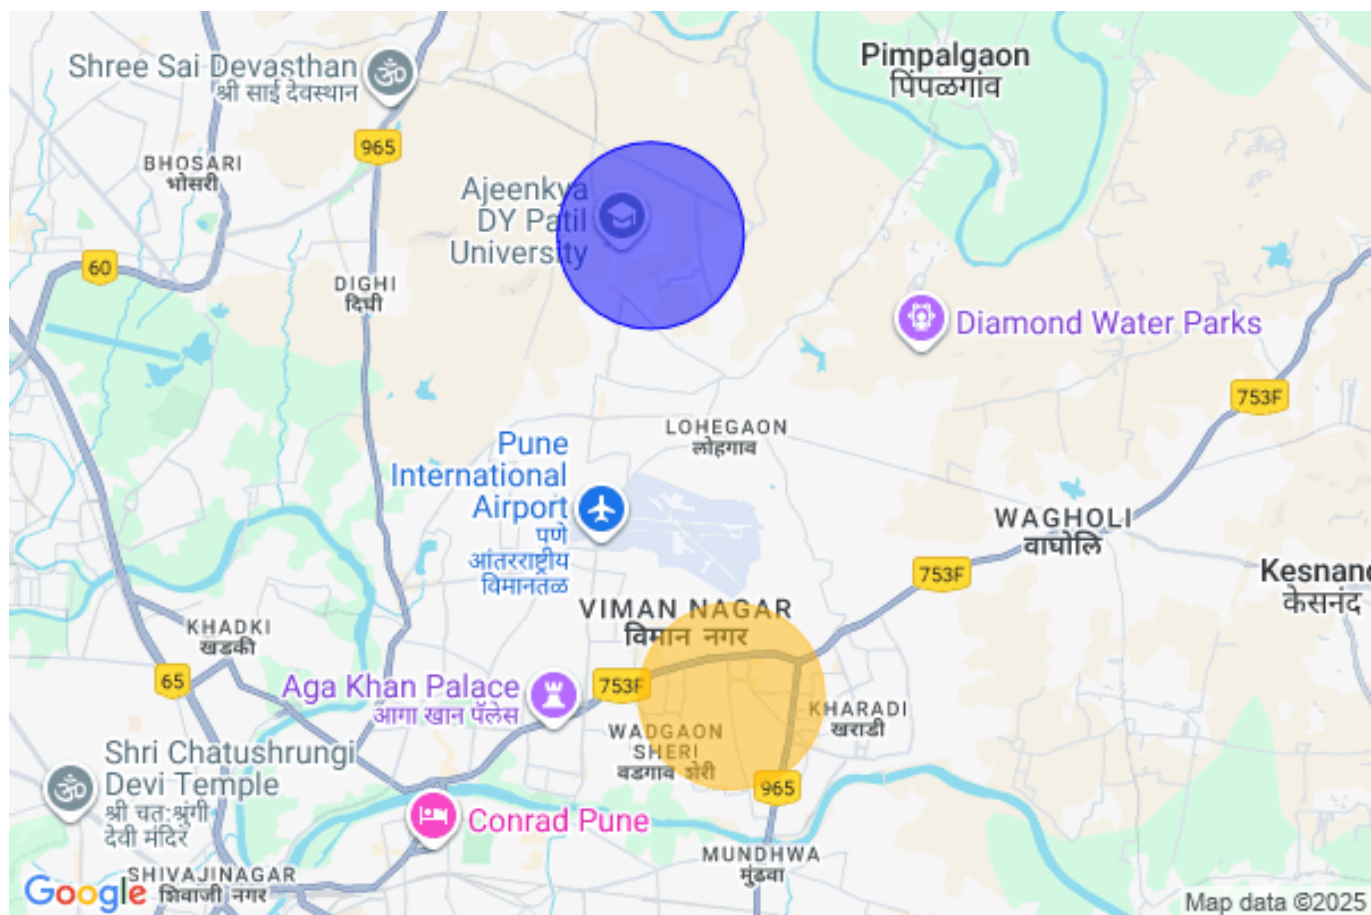 Pimpalgaon
पिंपळगांव
Shree Sai Devasthan
श्री साई देवस्थान
965
BHOSARI
भोसरी
Ajeenkya
DY Patil
University
60
DIGHI
दिघी
Diamond Water Parks
753F
LOHEGAON
लोहगाव
Pune
International
Airport
पुणे
आंतरराष्ट्रीय
विमानतळ
WAGHOLI
वाघोलि
753F
Kesnand
केसनंद
VIMAN NAGAR
विमान नगर
KHADKI
खडकी
65
Aga Khan Palace
आगा खान पॅलेस
753F
KHARADI
खराडी
WADGAON
SHERI
वडगाव शेरी
Shri Chatushrungi
Devi Temple
श्री चतुःश्रुंगी
देवी मंदिर
965
Conrad Pune
MUNDHWA
मुंढवा
SHIVAJINAGAR
शिवाजी नगर
Google
Map data ©2025